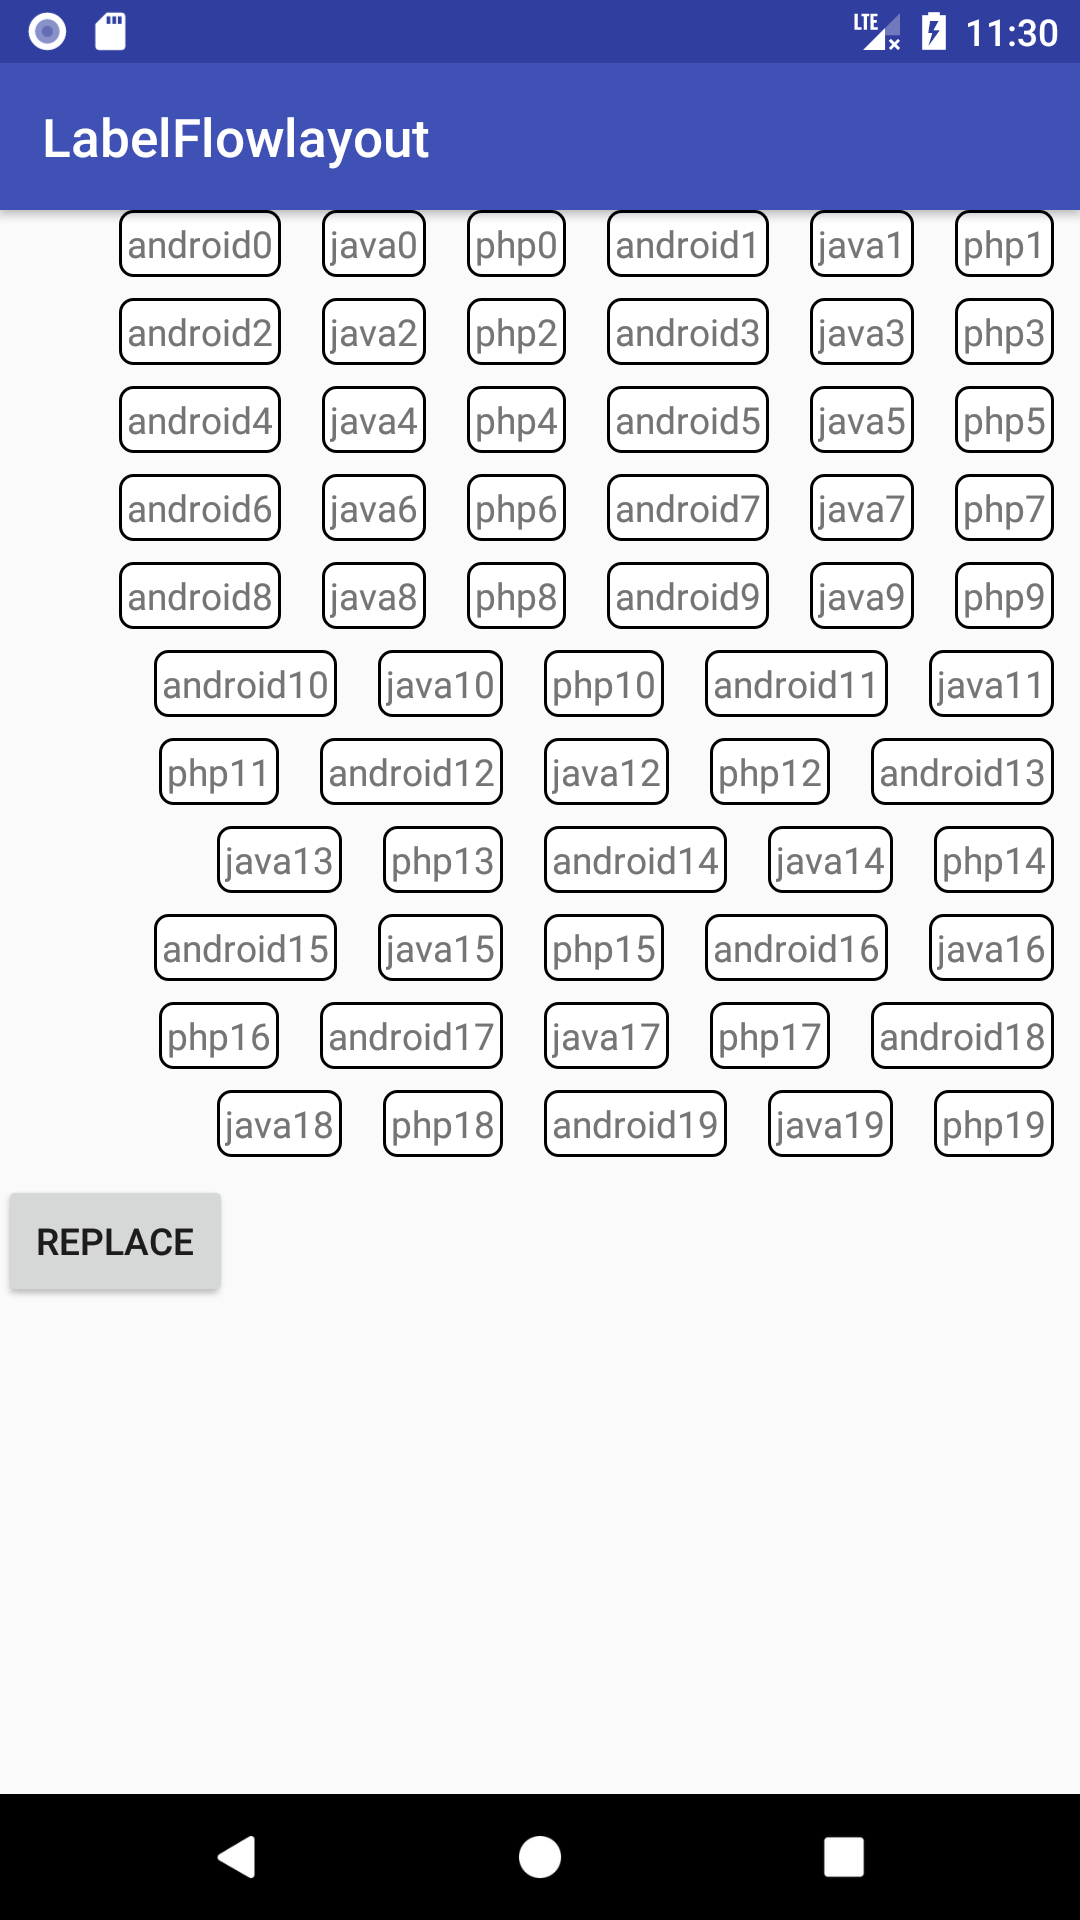 LTE 11:30
LabelFlowlayout
android0 java0 php0 android1 java1 php1
android2 java2 php2 android3 java3 php3
android4 java4 php4 android5 java5 php5
android6 java6 php6 android7 java7 php7
android8 java8 php8 android9 java9 php9
android10 java10 php10 android11 java11
php11 android12 java12 php12 android13
java13 php13 android14 java14 php14
android15 java15 php15 android16 java16
php16 android17 java17 php17 android18
java18 php18 android19 java19 php19
REPLACE